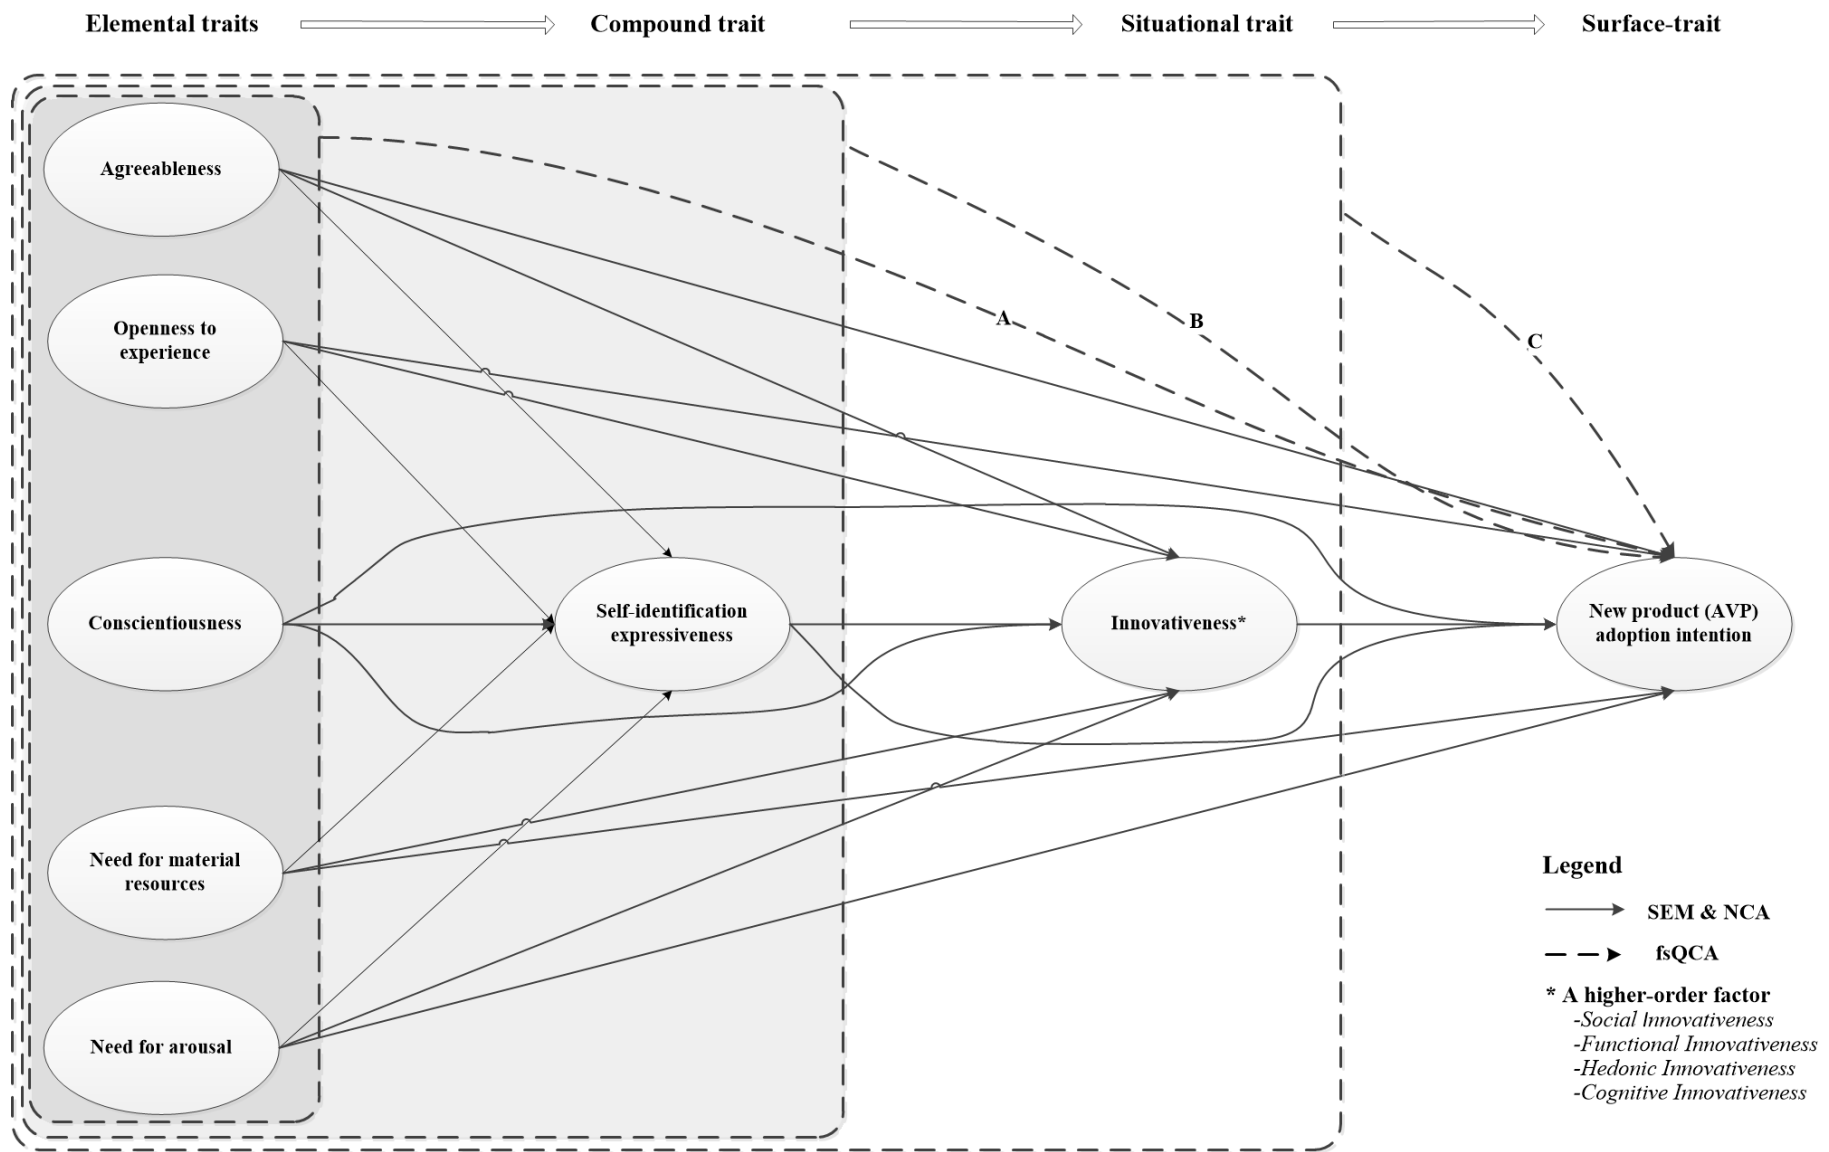 Elemental traits
Compound trait
Situational trait
Surface-trait
Agreeableness
Openness to
experience
Conscientiousness
Need for material
resources
Need for arousal
Self-identification
expressiveness
Innovativeness*
New product (AVP)
adoption intention
A
B
C
Legend
SEM & NCA
fsQCA
* A higher-order factor
-Social Innovativeness
-Functional Innovativeness
-Hedonic Innovativeness
-Cognitive Innovativeness